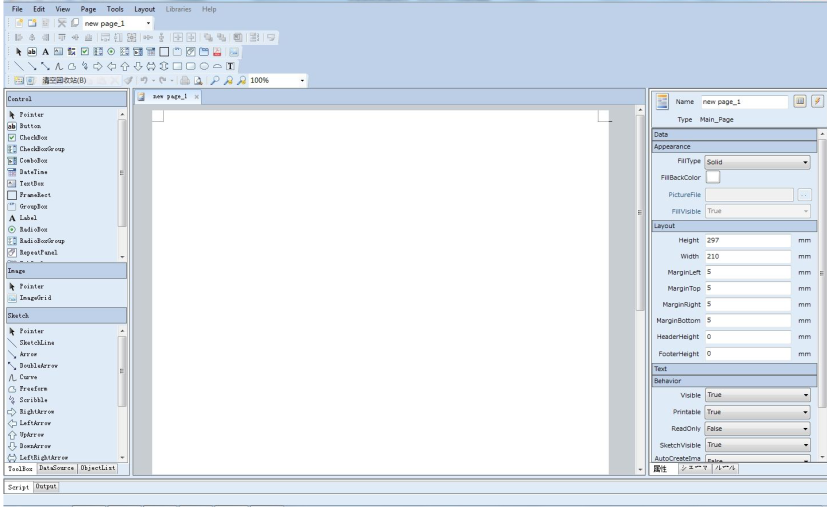 File Edit View Page Tools Layout Libraries Help
new page_1
ab A
T
清空回收站(B)
100%
Control
Pointer
ab Button
CheckBox
CheckBoxGroup
ComboBox
DateTime
TextBox
FrameRect
GroupBox
A Label
RadioBox
RadioBoxGroup
RepeatPanel
Image
Pointer
ImageGrid
Sketch
Pointer
SketchLine
Arrow
DoubleArrow
Curve
Freeform
Scribble
RightArrow
LeftArrow
UpArrow
DownArrow
LeftRightArrow
ToolBox DataSource ObjectList
new page_1
Name new page_1
Type Main_Page
Data
Appearance
FillType Solid
FillBackColor
PictureFile
FillVisible True
Layout
Height 297 mm
Width 210 mm
MarginLeft 5 mm
MarginTop 5 mm
MarginRight 5 mm
MarginBottom 5 mm
HeaderHeight 0 mm
FooterHeight 0 mm
Text
Behavior
Visible True
Printable True
ReadOnly False
SketchVisible True
AutoCreateIma False
属性 ルール
Script Output